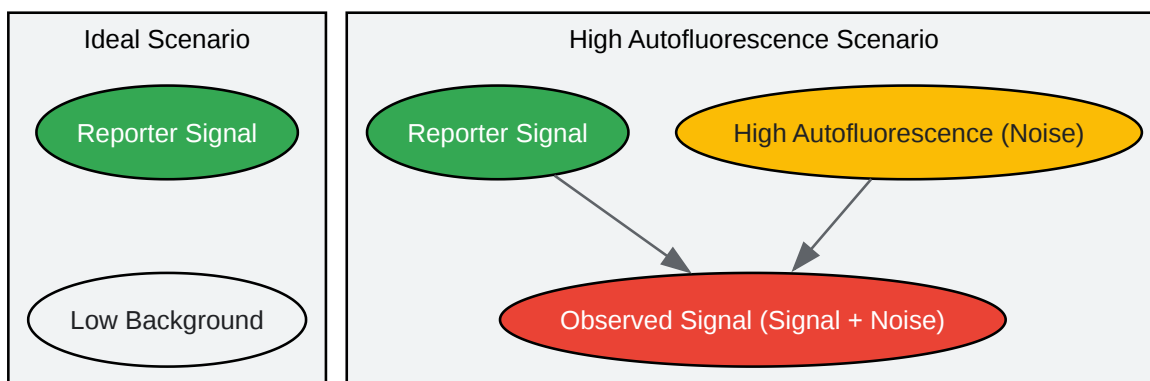 Ideal Scenario
Reporter Signal
Low Background
High Autofluorescence Scenario
Reporter Signal
High Autofluorescence (Noise)
Observed Signal (Signal + Noise)